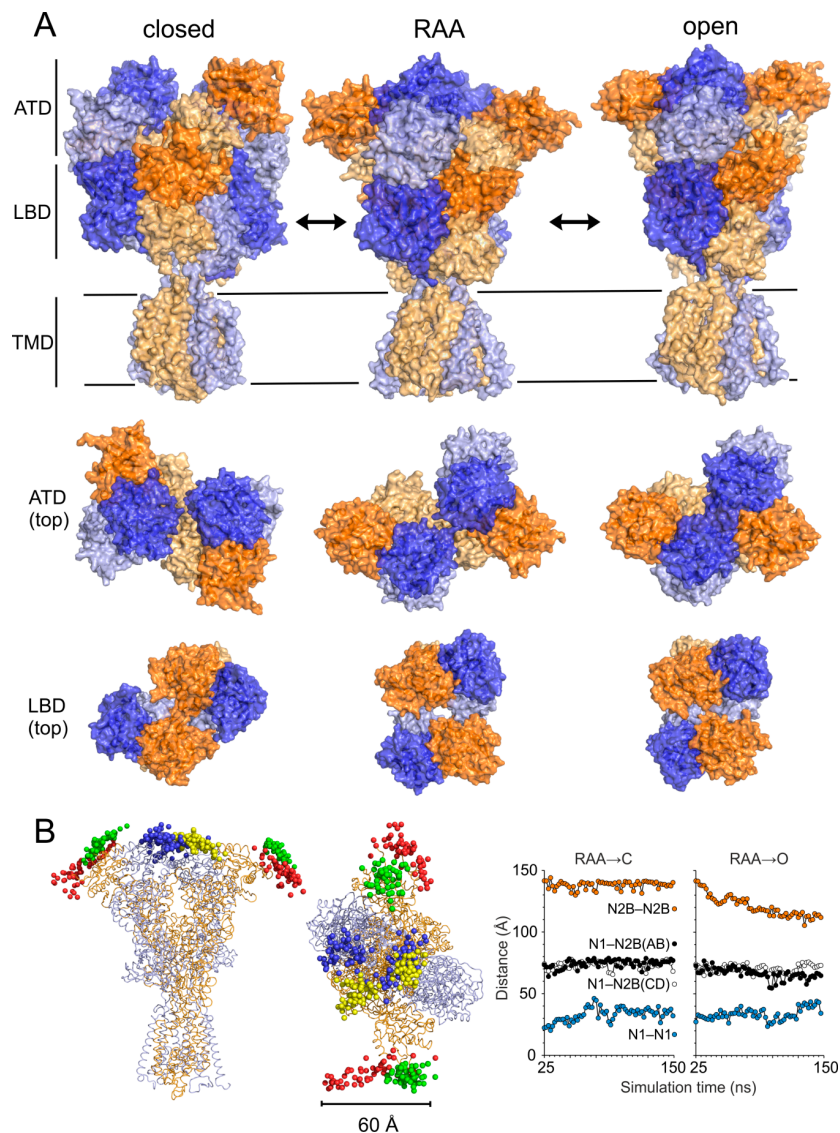 A
closed
RAA
open
ATD
LBD
TMD
ATD
(top)
LBD
(top)
B
60 Å
RAA→C
RAA→O
Distance (Å)
150
100
50
0
N2B–N2B
N1–N2B(AB)
N1–N2B(CD)
N1–N1
25
150
25
150
Simulation time (ns)